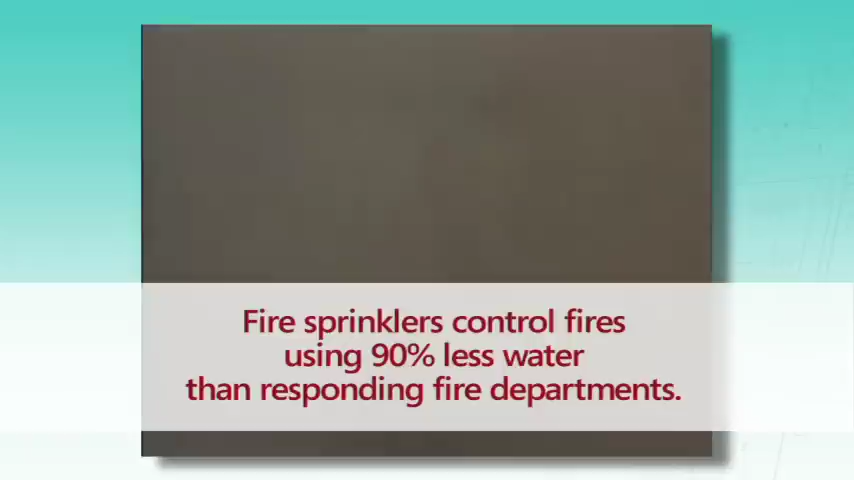 Fire sprinklers control fires
using 90% less water
than responding fire departments.